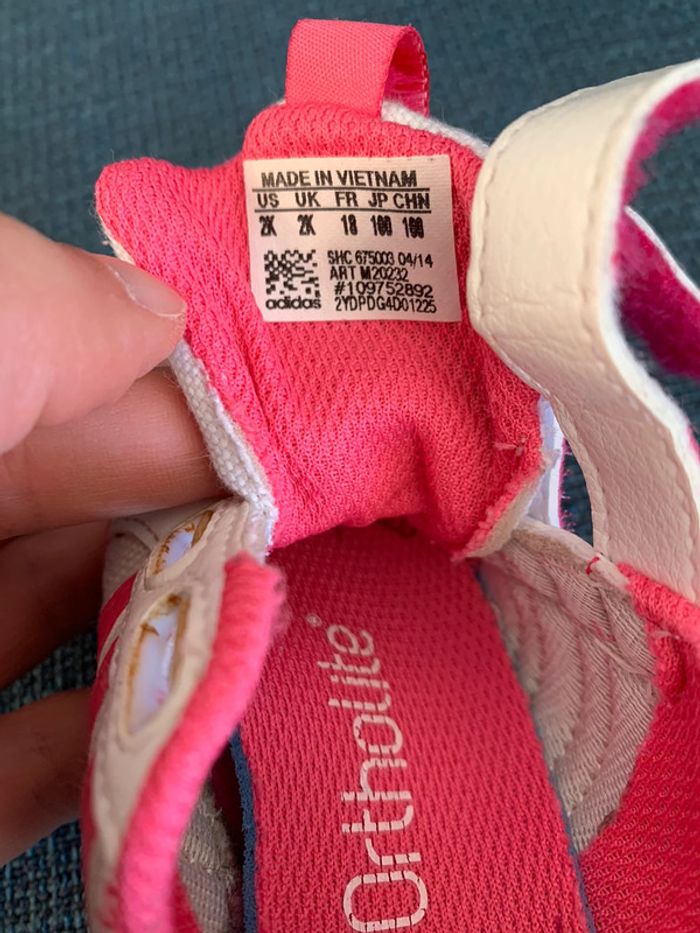 MADE IN VIETNAM
US UK FR JP CHN
2K 2K 18 100 100
SHC 675003 04/14
ART M20232
#109752892
adidas 2YDPDG4D01225
OrthoLite®